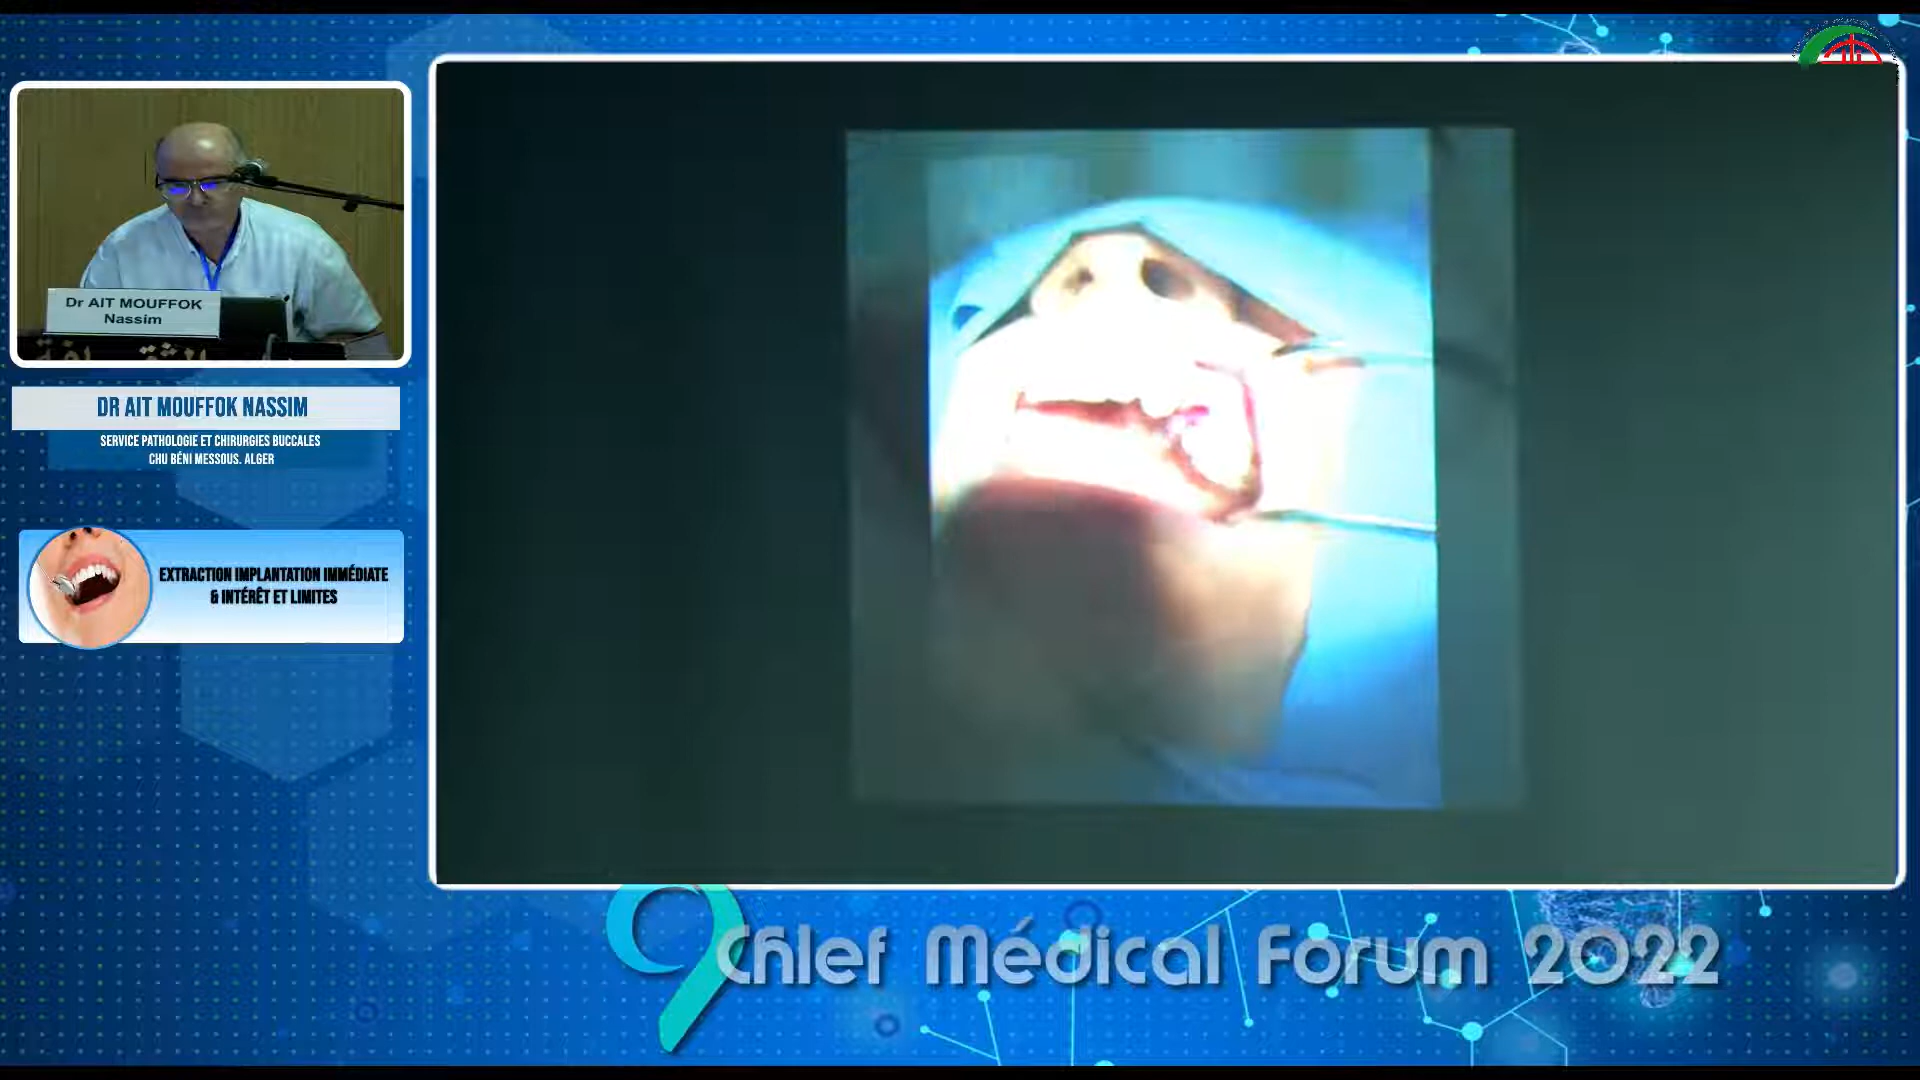 Dr AIT MOUFFOK
Nassim
DR AIT MOUFFOK NASSIM
SERVICE PATHOLOGIE ET CHIRURGIES BUCCALES
CHU BÉNI MESSOUS. ALGER
EXTRACTION IMPLANTATION IMMÉDIATE
& INTÉRÊT ET LIMITES
9 Chlef Médical Forum 2022